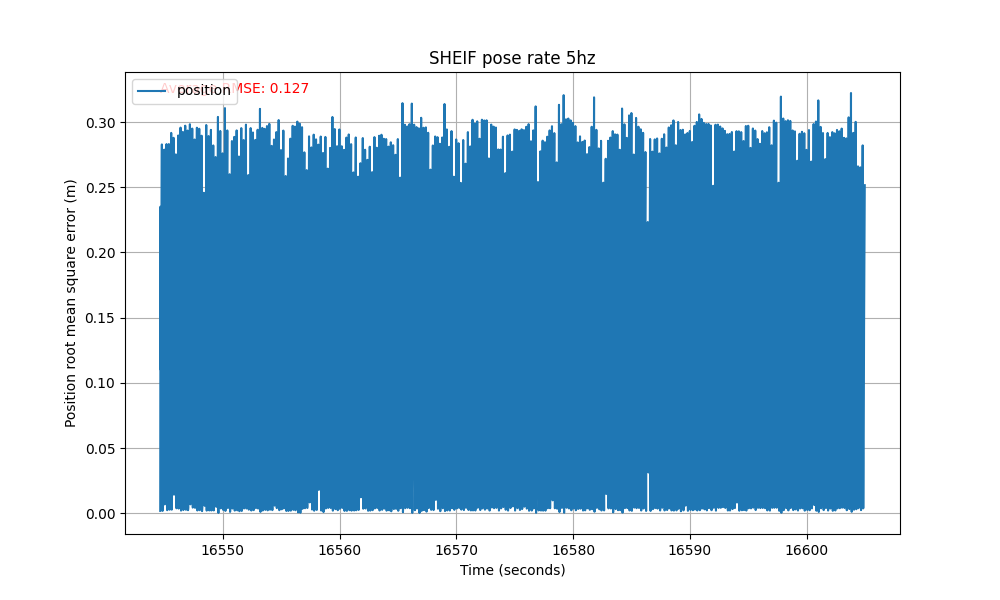 SHEIF pose rate 5hz
MSE: 0.127
position
0.30
0.25
0.20
0.15
0.10
0.05
0.00
Position root mean square error (m)
16550 16560 16570 16580 16590 16600
Time (seconds)